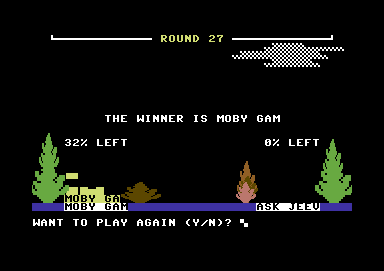 ROUND 27
THE WINNER IS MOBY GAM
32% LEFT
0% LEFT
MOBY GA
MOBY GAM
ASK JEEV
WANT TO PLAY AGAIN (Y/N)?